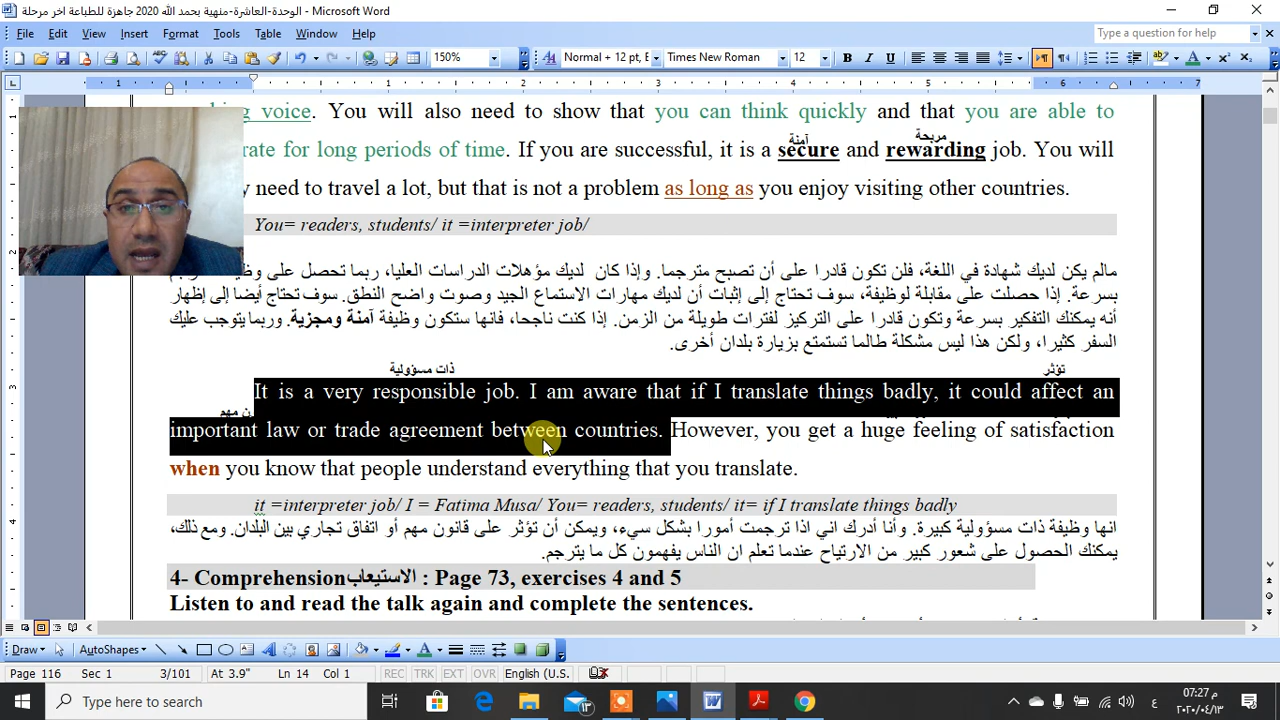 الوحدة-العاشرة-منهية بحمد الله 2020 جاهزة للطباعة اخر مرحلة - Microsoft Word
File Edit View Insert Format Tools Table Window Help
Type a question for help
150%
Normal + 12 pt, E
Times New Roman
12
B I U
1 1 2 3 4 5 6 7
voice. You will also need to show that you can think quickly and that you are able to
آمنة مربحة
rate for long periods of time. If you are successful, it is a secure and rewarding job. You will
need to travel a lot, but that is not a problem as long as you enjoy visiting other countries.
You= readers, students/ it =interpreter job/
مالم يكن لديك شهادة في اللغة، فلن تكون قادرا على أن تصبح مترجما. وإذا كان لديك مؤهلات الدراسات العليا، ربما تحصل على
بسرعة. إذا حصلت على مقابلة لوظيفة، سوف تحتاج إلى إثبات أن لديك مهارات الاستماع الجيد وصوت واضح النطق. سوف تحتاج أيضا إلى إظهار
أنه يمكنك التفكير بسرعة وتكون قادرا على التركيز لفترات طويلة من الزمن. إذا كنت ناجحا، فانها ستكون وظيفة آمنة ومجزية. وربما يتوجب عليك
السفر كثيرا، ولكن هذا ليس مشكلة طالما تستمتع بزيارة بلدان أخرى.
ذات مسؤولية تؤثر
It is a very responsible job. I am aware that if I translate things badly, it could affect an
important law or trade agreement between countries. However, you get a huge feeling of satisfaction
when you know that people understand everything that you translate.
it =interpreter job/ I = Fatima Musa/ You= readers, students/ it= if I translate things badly
انها وظيفة ذات مسؤولية كبيرة. وأنا أدرك اني اذا ترجمت أمورا بشكل سيء، ويمكن أن تؤثر على قانون مهم أو اتفاق تجاري بين البلدان. ومع ذلك،
يمكنك الحصول على شعور كبير من الارتياح عندما تعلم ان الناس يفهمون كل ما يترجم.
4- Comprehension الاستيعاب : Page 73, exercises 4 and 5
Listen to and read the talk again and complete the sentences.
Draw AutoShapes
Page 116 Sec 1 3/101 At 3.9" Ln 14 Col 1 REC TRK EXT OVR English (U.S.
Type here to search
ع
07:27 م
٢٠٢٠/٠٤/١٣